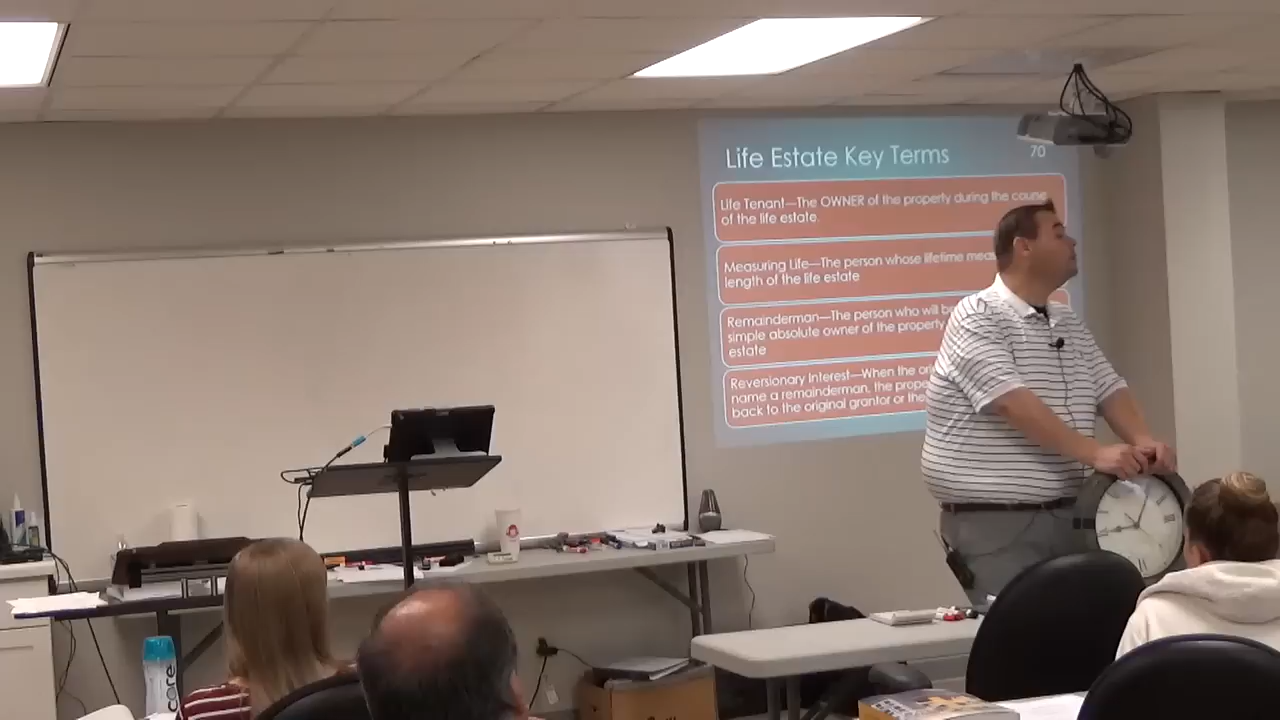 Life Estate Key Terms
70
Life Tenant—The OWNER of the property during the course
of the life estate.
Measuring Life—The person whose lifetime
length of the life estate
Remainderman—The person who will
simple absolute owner of the property
estate
Reversionary Interest—When the
name a remainderman, the
back to the original grantor or the
core